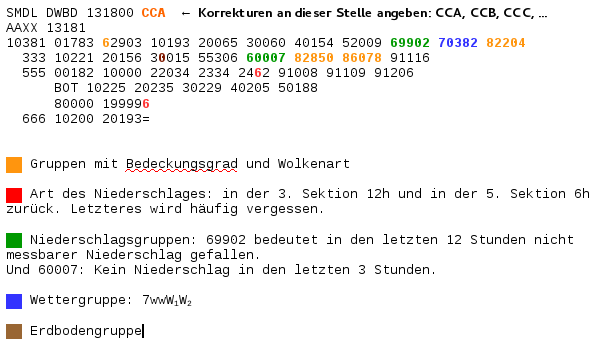 SMDL DWBD 131800 CCA ← Korrekturen an dieser Stelle angeben: CCA, CCB, CCC, ...
AAXX 13181
10381 01783 62903 10193 20065 30060 40154 52009 69902 70382 82204
333 10221 20156 30015 55306 60007 82850 86078 91116
555 00182 10000 22034 2334 2462 91008 91109 91206
BOT 10225 20235 30229 40205 50188
80000 199996
666 10200 20193=
Gruppen mit Bedeckungsgrad und Wolkenart
Art des Niederschlages: in der 3. Sektion 12h und in der 5. Sektion 6h
zurück. Letzteres wird häufig vergessen.
Niederschlagsgruppen: 69902 bedeutet in den letzten 12 Stunden nicht
messbarer Niederschlag gefallen.
Und 60007: Kein Niederschlag in den letzten 3 Stunden.
Wettergruppe: 7wwW₁W₂
Erdbodengruppe